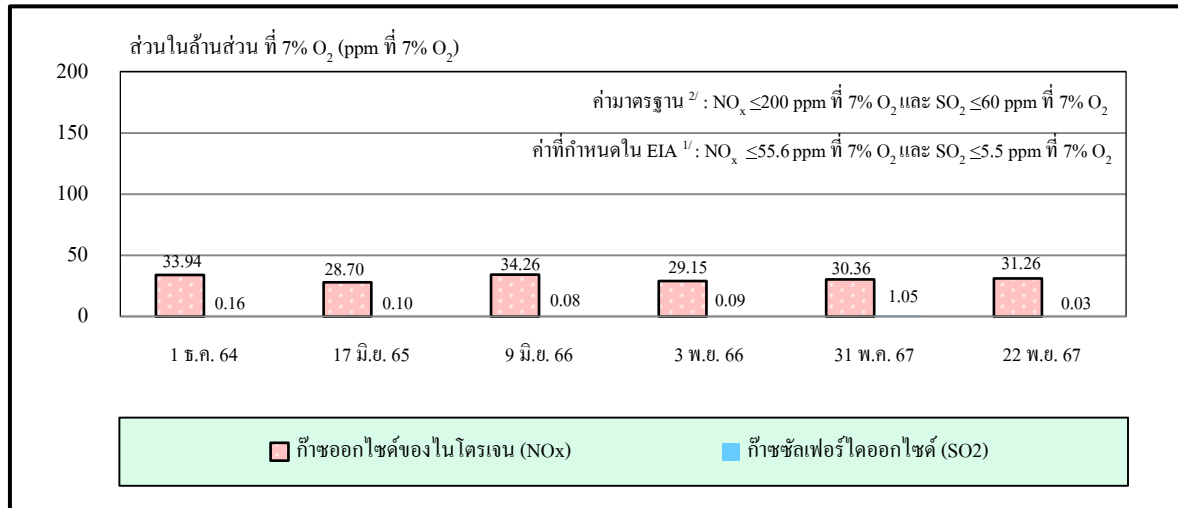 ส่วนในล้านส่วน ที่ 7% O2 (ppm ที่ 7% O2)
200
ค่ามาตรฐาน 2/ : NOx ≤200 ppm ที่ 7% O2 และ SO2 ≤60 ppm ที่ 7% O2
150
ค่าที่กำหนดใน EIA 1/ : NOx ≤55.6 ppm ที่ 7% O2 และ SO2 ≤5.5 ppm ที่ 7% O2
100
50
33.94 28.70 34.26 29.15 30.36 31.26
0.16 0.10 0.08 0.09 1.05 0.03
0
1 ธ.ค. 64 17 มิ.ย. 65 9 มิ.ย. 66 3 พ.ย. 66 31 พ.ค. 67 22 พ.ย. 67
ก๊าซออกไซด์ของไนโตรเจน (NOx) ก๊าซซัลเฟอร์ไดออกไซด์ (SO2)